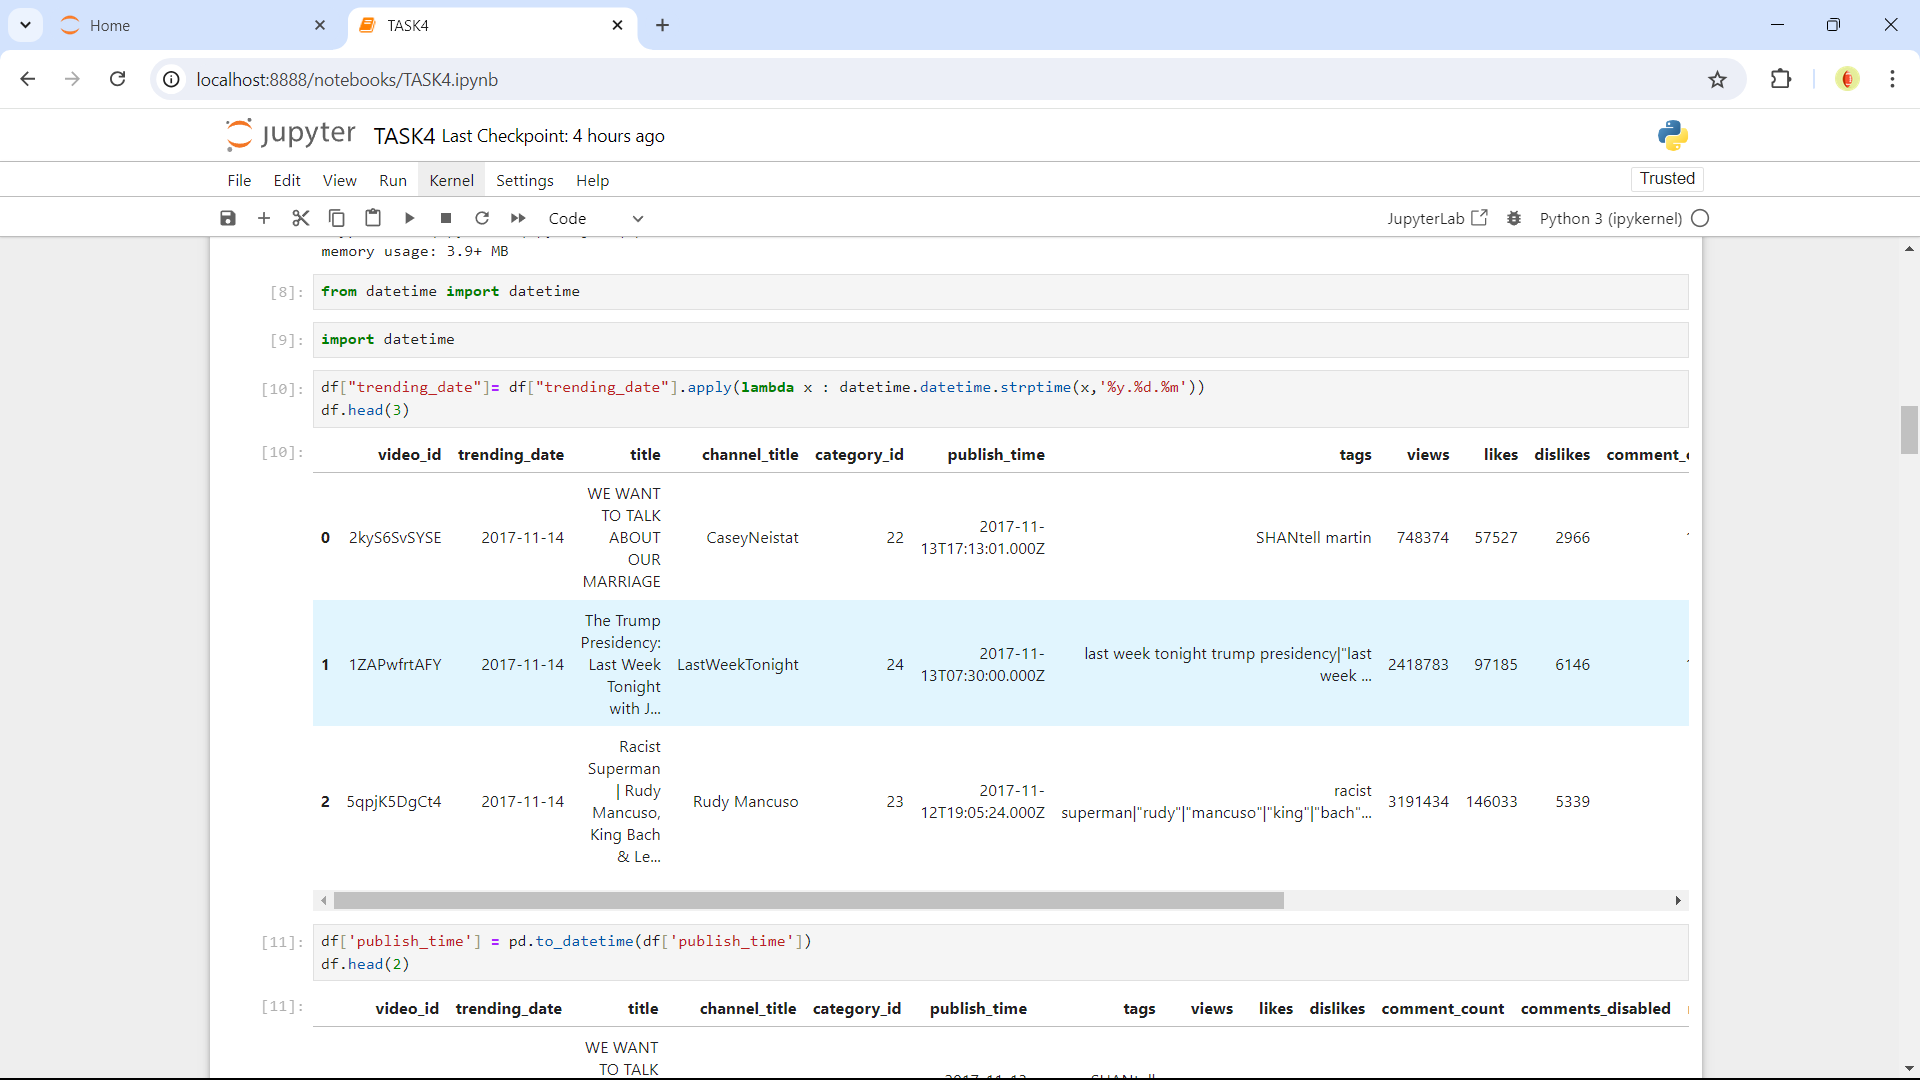 Home
TASK4
localhost:8888/notebooks/TASK4.ipynb
jupyter TASK4 Last Checkpoint: 4 hours ago
File Edit View Run Kernel Settings Help
Trusted
Code
JupyterLab
Python 3 (ipykernel)
memory usage: 3.9+ MB
[8]: from datetime import datetime
[9]: import datetime
[10]: df["trending_date"]= df["trending_date"].apply(lambda x : datetime.datetime.strptime(x,'%y.%d.%m'))
df.head(3)
[10]:
video_id trending_date title channel_title category_id publish_time tags views likes dislikes
0 2kyS6SvSYSE 2017-11-14 WE WANT
TO TALK
ABOUT
OUR
MARRIAGE
CaseyNeistat 22 2017-11-
13T17:13:01.000Z
SHANtell martin 748374 57527 2966
1 1ZAPwfrtAFY 2017-11-14 The Trump
Presidency:
Last Week
Tonight
with J...
LastWeekTonight 24 2017-11-
13T07:30:00.000Z
last week tonight trump presidency|"last
week ...
2418783 97185 6146
2 5qpjK5DgCt4 2017-11-14 Racist
Superman
| Rudy
Mancuso,
King Bach
& Le...
Rudy Mancuso 23 2017-11-
12T19:05:24.000Z
racist
superman|"rudy"|"mancuso"|"king"|"bach"...
3191434 146033 5339
[11]: df['publish_time'] = pd.to_datetime(df['publish_time'])
df.head(2)
[11]:
video_id trending_date title channel_title category_id publish_time tags views likes dislikes comment_count comments_disabled
WE WANT
TO TALK